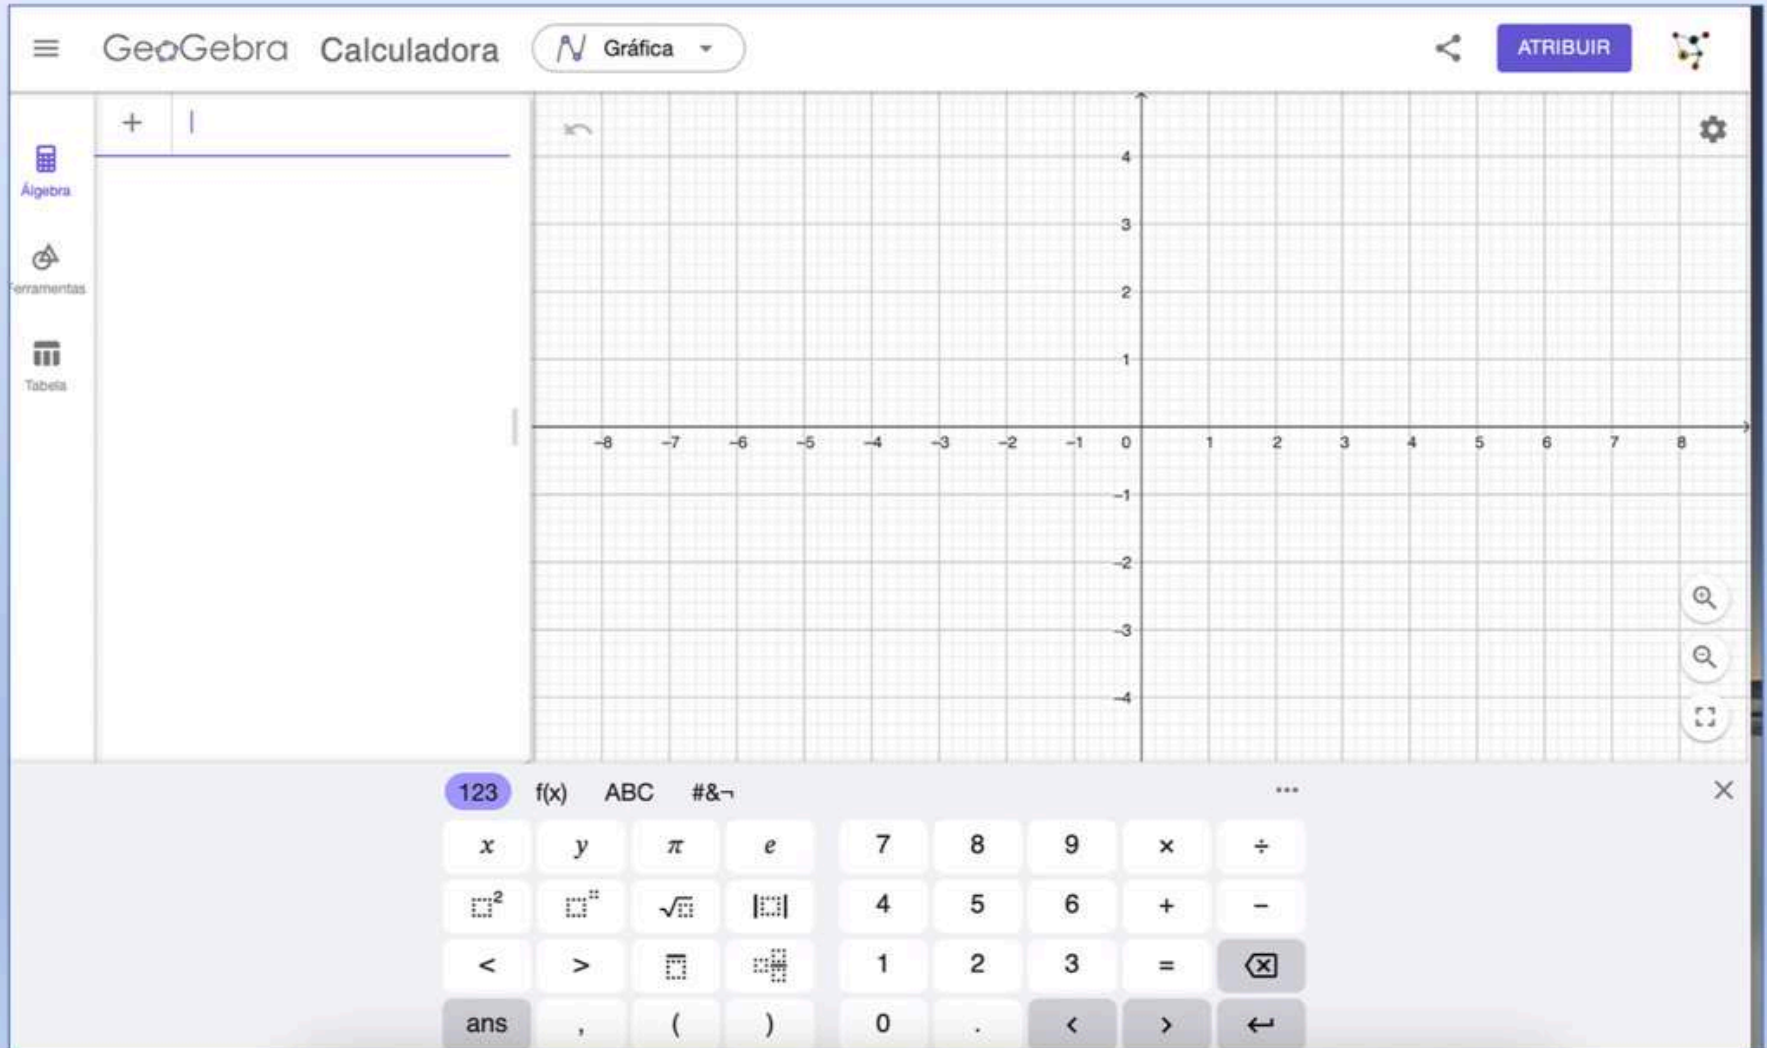 GeoGebra Calculadora Gráfica ATRIBUIR
+
Álgebra
Ferramentas
Tabela
4
3
2
1
−8 −7 −6 −5 −4 −3 −2 −1 0 1 2 3 4 5 6 7 8
−1
−2
−3
−4
123 f(x) ABC #&¬ ...
x y π e 7 8 9 × ÷
2 √ 4 5 6 + −
< > 1 2 3 =
ans , ( ) 0 . < >